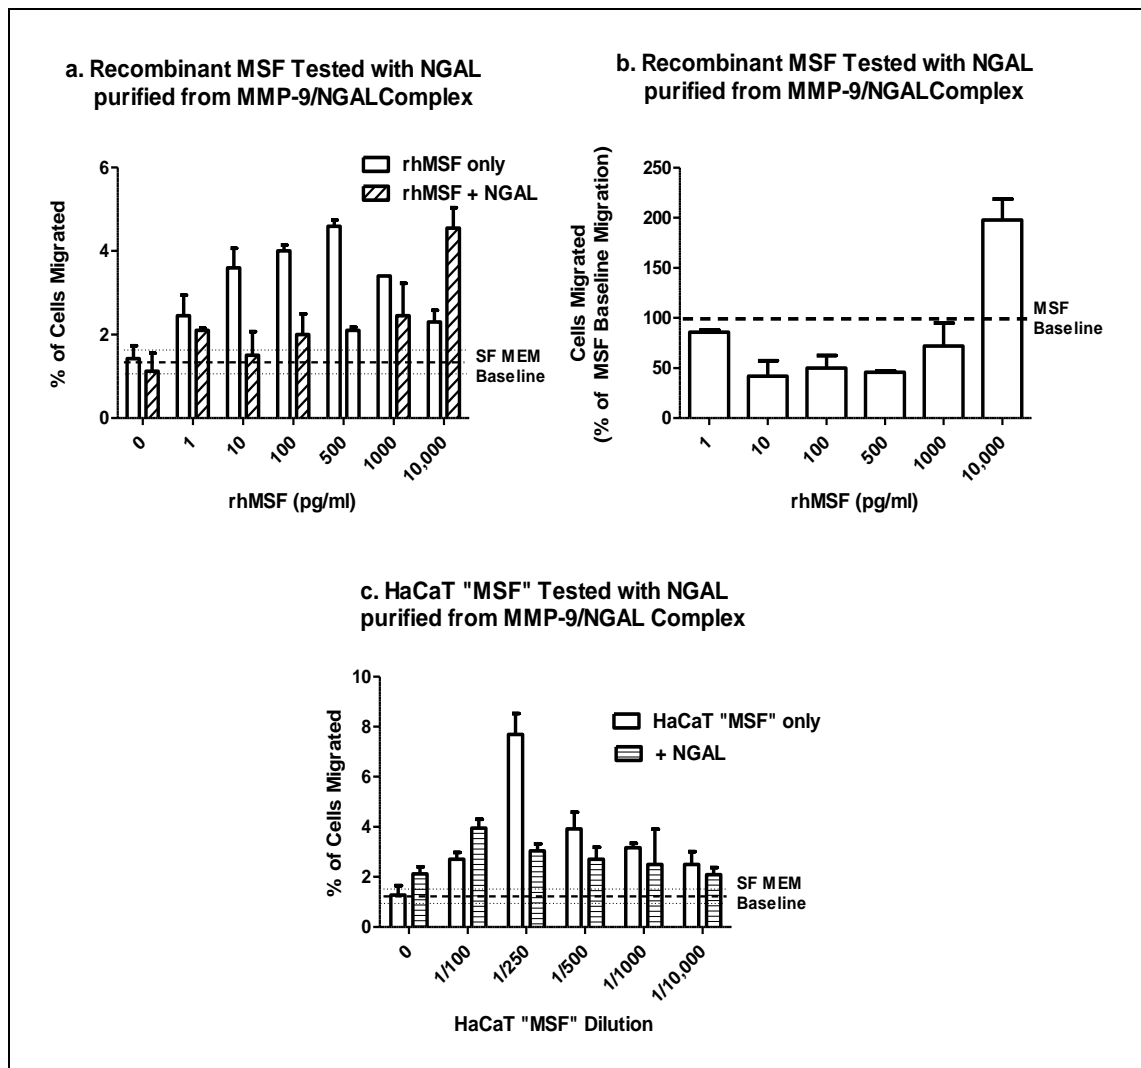 a. Recombinant MSF Tested with NGAL
purified from MMP-9/NGALComplex
rhMSF only
rhMSF + NGAL
% of Cells Migrated
6
4
2
0
SF MEM
Baseline
0
1
10
100
500
1000
10,000
rhMSF (pg/ml)
b. Recombinant MSF Tested with NGAL
purified from MMP-9/NGALComplex
Cells Migrated
(% of MSF Baseline Migration)
250
200
150
100
50
0
MSF
Baseline
1
10
100
500
1000
10,000
rhMSF (pg/ml)
c. HaCaT "MSF" Tested with NGAL
purified from MMP-9/NGAL Complex
HaCaT "MSF" only
+ NGAL
% of Cells Migrated
10
8
6
4
2
0
SF MEM
Baseline
0
1/100
1/250
1/500
1/1000
1/10,000
HaCaT "MSF" Dilution